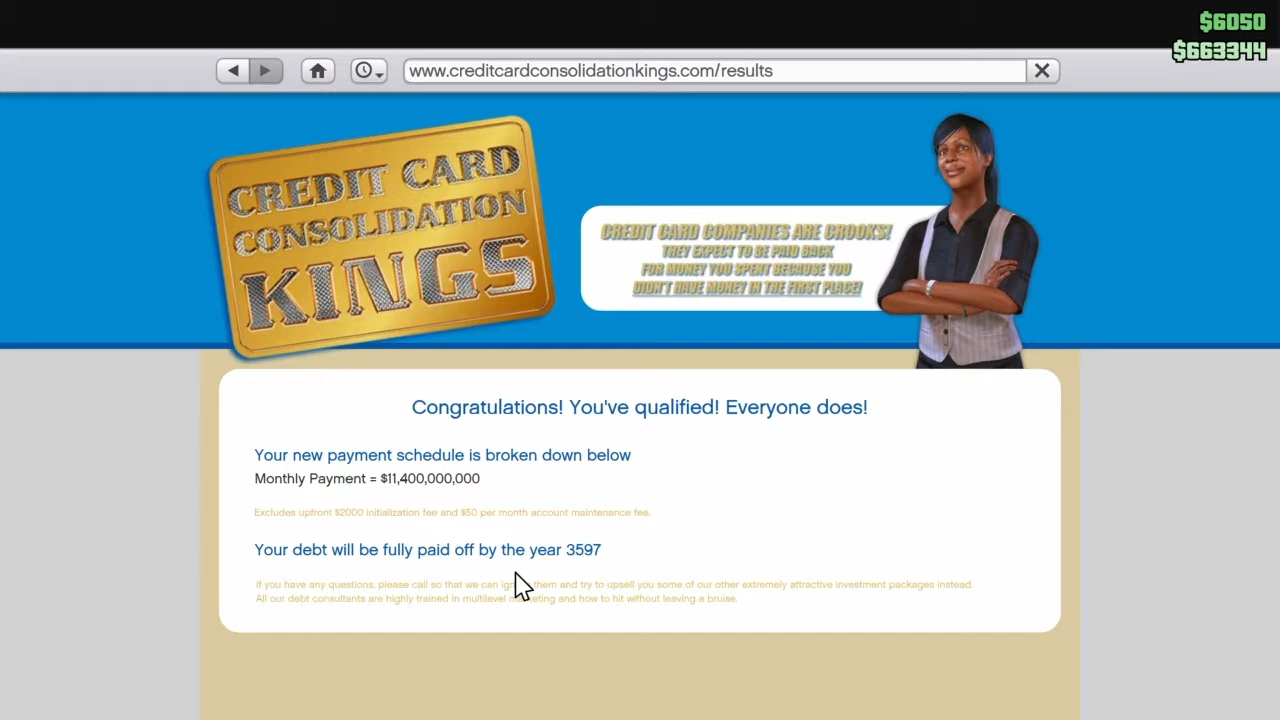 $6050
$663344
www.creditcardconsolidationkings.com/results
CREDIT CARD
CONSOLIDATION
KINGS
CREDIT CARD COMPANIES ARE CROOKS!
THEY EXPECT TO BE PAID BACK
FOR MONEY YOU SPENT BECAUSE YOU
DIDN'T HAVE MONEY IN THE FIRST PLACE!
Congratulations! You've qualified! Everyone does!
Your new payment schedule is broken down below
Monthly Payment = $11,400,000,000
Excludes upfront $2000 initialization fee and $50 per month account maintenance fee.
Your debt will be fully paid off by the year 3597
If you have any questions, please call so that we can ignore them and try to upsell you some of our other extremely attractive investment packages instead.
All our debt consultants are highly trained in multilevel marketing and how to hit without leaving a bruise.